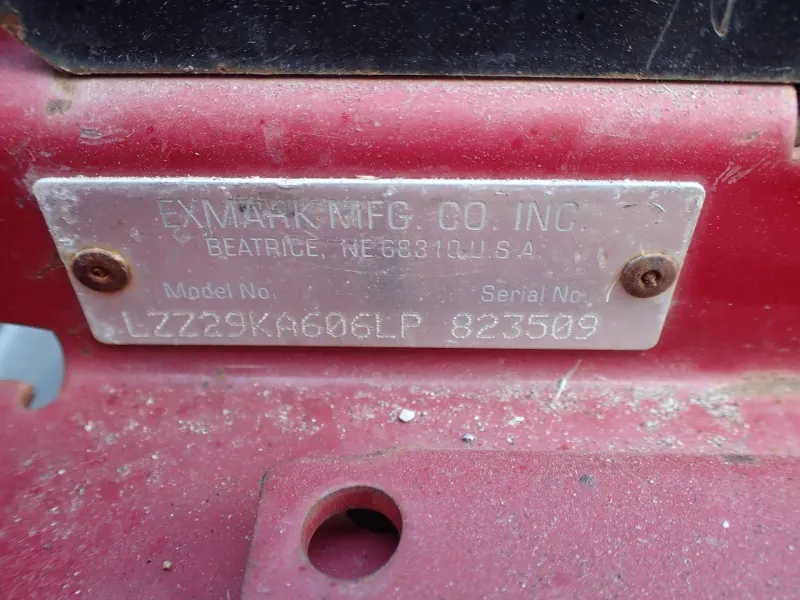 EXMARK MFG. CO. INC.
BEATRICE, NE 68310 U.S.A.
Model No. Serial No.
LZZ29KA606LP 823509